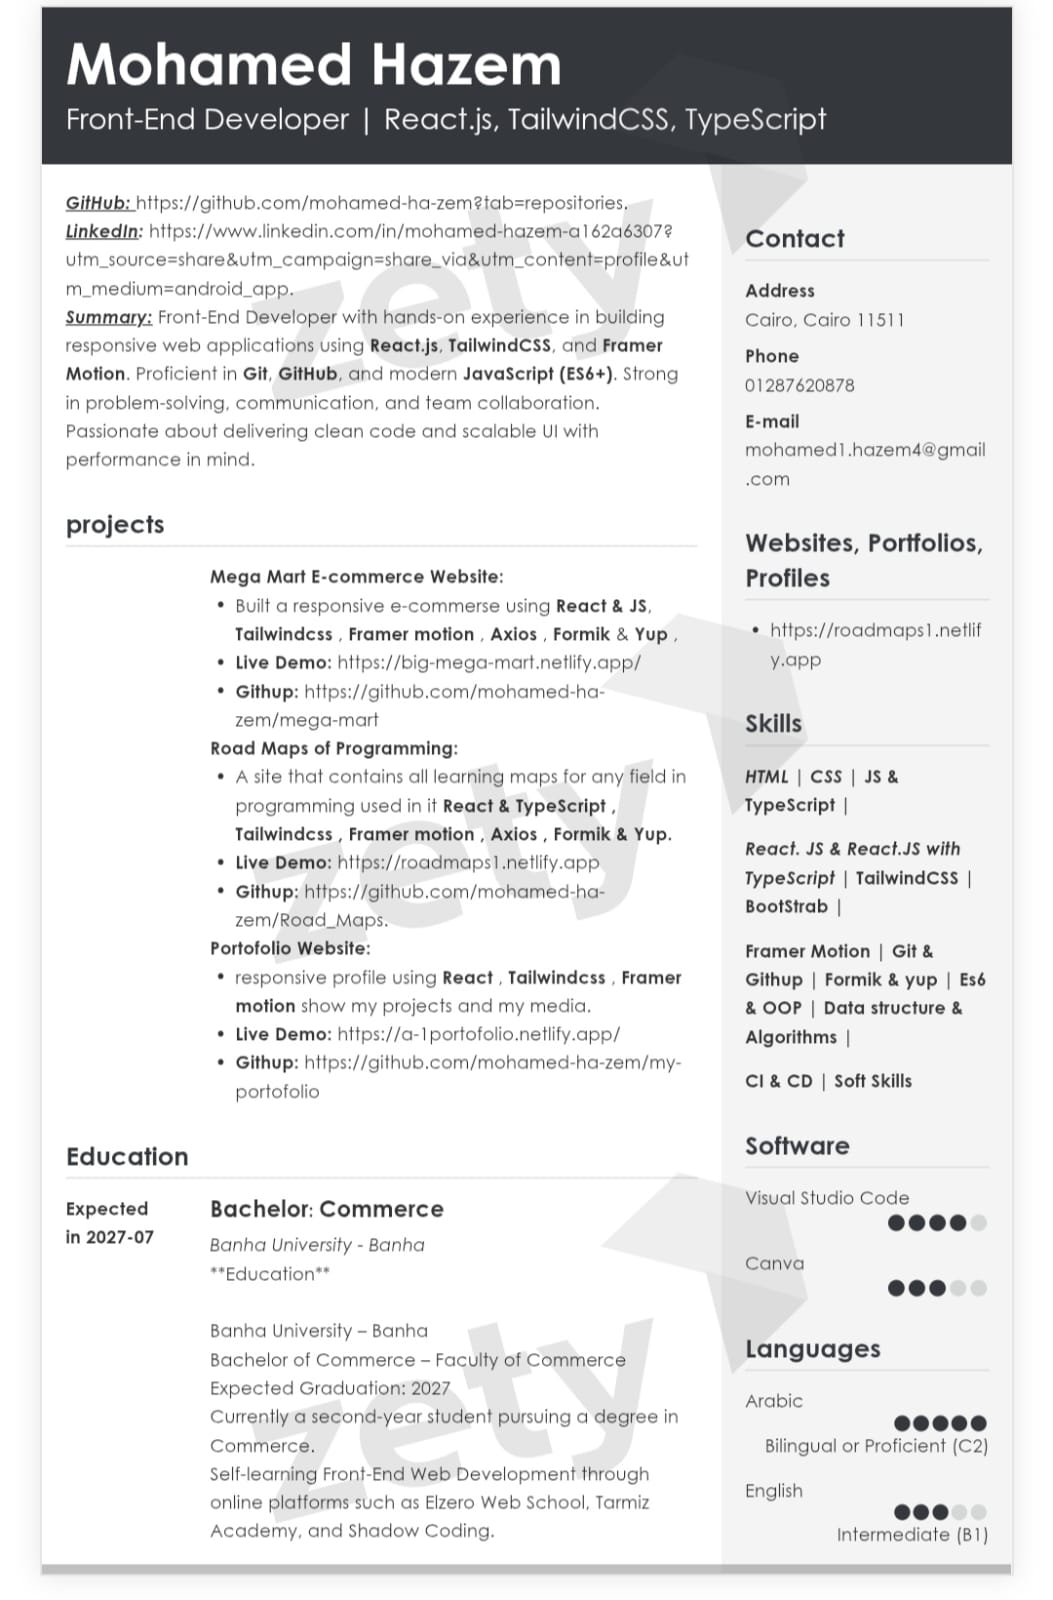 Mohamed Hazem
Front-End Developer | React.js, TailwindCSS, TypeScript
GitHub: https://github.com/mohamed-ha-zem?tab=repositories.
LinkedIn: https://www.linkedin.com/in/mohamed-hazem-a162a6307?
utm_source=share&utm_campaign=share_via&utm_content=profile&ut
m_medium=android_app.
Summary: Front-End Developer with hands-on experience in building
responsive web applications using React.js, TailwindCSS, and Framer
Motion. Proficient in Git, GitHub, and modern JavaScript (ES6+). Strong
in problem-solving, communication, and team collaboration.
Passionate about delivering clean code and scalable UI with
performance in mind.
projects
Mega Mart E-commerce Website:
• Built a responsive e-commerse using React & JS,
Tailwindcss , Framer motion , Axios , Formik & Yup ,
• Live Demo: https://big-mega-mart.netlify.app/
• Githup: https://github.com/mohamed-ha-
zem/mega-mart
Road Maps of Programming:
• A site that contains all learning maps for any field in
programming used in it React & TypeScript ,
Tailwindcss , Framer motion , Axios , Formik & Yup.
• Live Demo: https://roadmaps1.netlify.app
• Githup: https://github.com/mohamed-ha-
zem/Road_Maps.
Portofolio Website:
• responsive profile using React , Tailwindcss , Framer
motion show my projects and my media.
• Live Demo: https://a-1portofolio.netlify.app/
• Githup: https://github.com/mohamed-ha-zem/my-
portofolio
Education
Expected
in 2027-07
Bachelor: Commerce
Banha University - Banha
**Education**
Banha University – Banha
Bachelor of Commerce – Faculty of Commerce
Expected Graduation: 2027
Currently a second-year student pursuing a degree in
Commerce.
Self-learning Front-End Web Development through
online platforms such as Elzero Web School, Tarmiz
Academy, and Shadow Coding.
Contact
Address
Cairo, Cairo 11511
Phone
01287620878
E-mail
mohamed1.hazem4@gmail
.com
Websites, Portfolios,
Profiles
• https://roadmaps1.netlif
y.app
Skills
HTML | CSS | JS &
TypeScript |
React. JS & React.JS with
TypeScript | TailwindCSS |
BootStrab |
Framer Motion | Git &
Githup | Formik & yup | Es6
& OOP | Data structure &
Algorithms |
CI & CD | Soft Skills
Software
Visual Studio Code
Canva
Languages
Arabic
Bilingual or Proficient (C2)
English
Intermediate (B1)
zety
zety
zety